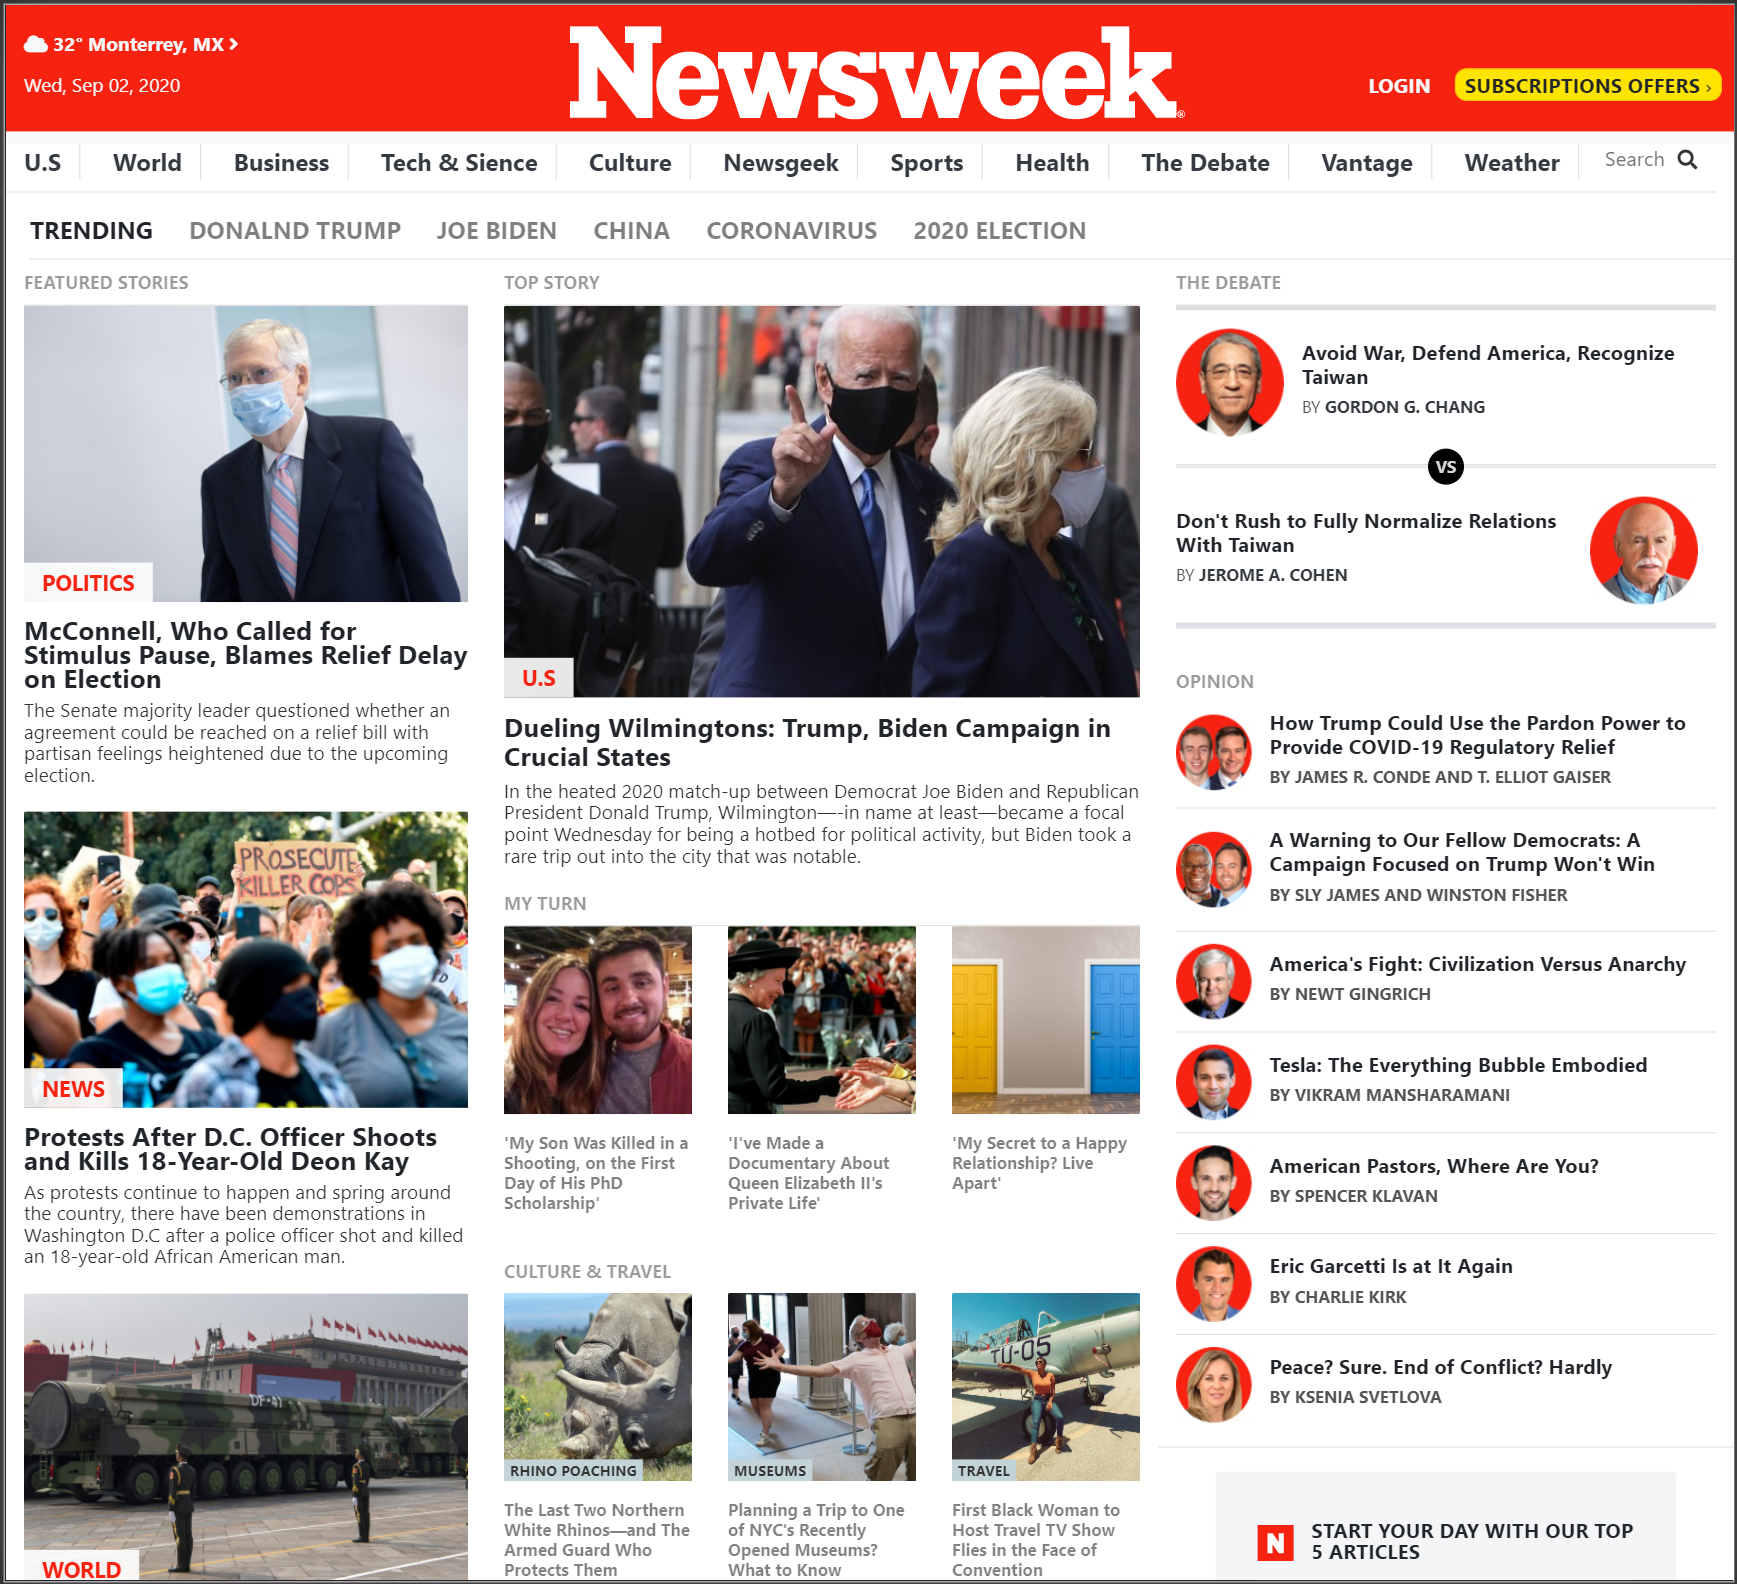 32° Monterrey, MX
Wed, Sep 02, 2020
Newsweek®
LOGIN
SUBSCRIPTIONS OFFERS ›
U.S
World
Business
Tech & Sience
Culture
Newsgeek
Sports
Health
The Debate
Vantage
Weather
Search
TRENDING
DONALND TRUMP
JOE BIDEN
CHINA
CORONAVIRUS
2020 ELECTION
FEATURED STORIES
POLITICS
McConnell, Who Called for
Stimulus Pause, Blames Relief Delay
on Election
The Senate majority leader questioned whether an
agreement could be reached on a relief bill with
partisan feelings heightened due to the upcoming
election.
PROSECUTE
KILLER COPS
NEWS
Protests After D.C. Officer Shoots
and Kills 18-Year-Old Deon Kay
As protests continue to happen and spring around
the country, there have been demonstrations in
Washington D.C after a police officer shot and killed
an 18-year-old African American man.
DF-41
WORLD
TOP STORY
U.S
Dueling Wilmingtons: Trump, Biden Campaign in
Crucial States
In the heated 2020 match-up between Democrat Joe Biden and Republican
President Donald Trump, Wilmington—-in name at least—became a focal
point Wednesday for being a hotbed for political activity, but Biden took a
rare trip out into the city that was notable.
MY TURN
'My Son Was Killed in a
Shooting, on the First
Day of His PhD
Scholarship'
'I've Made a
Documentary About
Queen Elizabeth II's
Private Life'
'My Secret to a Happy
Relationship? Live
Apart'
CULTURE & TRAVEL
RHINO POACHING
The Last Two Northern
White Rhinos—and The
Armed Guard Who
Protects Them
MUSEUMS
Planning a Trip to One
of NYC's Recently
Opened Museums?
What to Know
TU-05
TRAVEL
First Black Woman to
Host Travel TV Show
Flies in the Face of
Convention
THE DEBATE
Avoid War, Defend America, Recognize
Taiwan
BY GORDON G. CHANG
VS
Don't Rush to Fully Normalize Relations
With Taiwan
BY JEROME A. COHEN
OPINION
How Trump Could Use the Pardon Power to
Provide COVID-19 Regulatory Relief
BY JAMES R. CONDE AND T. ELLIOT GAISER
A Warning to Our Fellow Democrats: A
Campaign Focused on Trump Won't Win
BY SLY JAMES AND WINSTON FISHER
America's Fight: Civilization Versus Anarchy
BY NEWT GINGRICH
Tesla: The Everything Bubble Embodied
BY VIKRAM MANSHARAMANI
American Pastors, Where Are You?
BY SPENCER KLAVAN
Eric Garcetti Is at It Again
BY CHARLIE KIRK
Peace? Sure. End of Conflict? Hardly
BY KSENIA SVETLOVA
N
START YOUR DAY WITH OUR TOP
5 ARTICLES